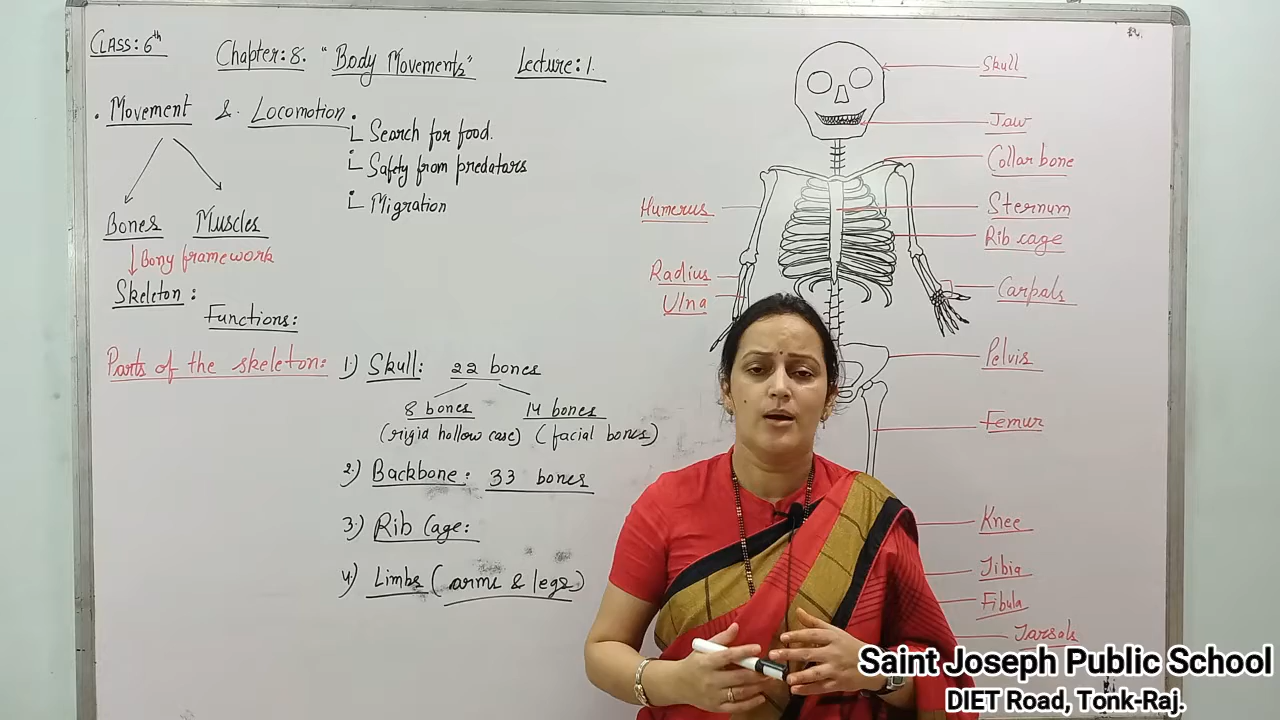 CLASS: 6th
Chapter: 8. "Body Movements" Lecture: 1.
. Movement & Locomotion :
Search for food.
Safety from predatars
Migration
Bones Muscles
Bony framework
Skeleton :
Functions:
Parts of the skeleton:
1) Skull: 22 bones
8 bones 14 bones
(rigid hollow case) (facial bones)
2.) Backbone: 33 bones
3.) Rib Cage:
4) Limbs (arms & legs)
Skull
Jaw
Collar bone
Sternum
Rib cage
Carpals
Pelvis
Femur
Knee
Tibia
Fibula
Tarsals
Humerus
Radius
Ulna
Saint Joseph Public School
DIET Road, Tonk-Raj.